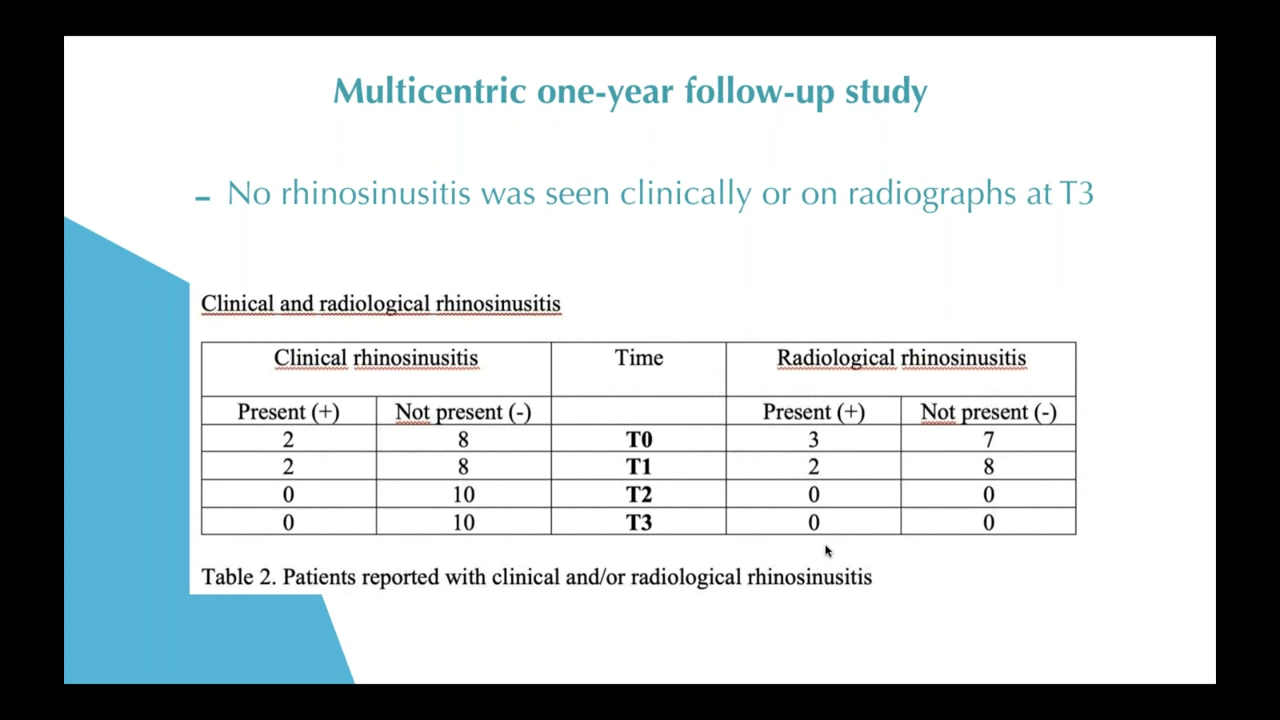 Multicentric one-year follow-up study
– No rhinosinusitis was seen clinically or on radiographs at T3
Clinical and radiological rhinosinusitis
Clinical rhinosinusitis Time Radiological rhinosinusitis
Present (+) Not present (-) Present (+) Not present (-)
2 8 T0 3 7
2 8 T1 2 8
0 10 T2 0 0
0 10 T3 0 0
Table 2. Patients reported with clinical and/or radiological rhinosinusitis